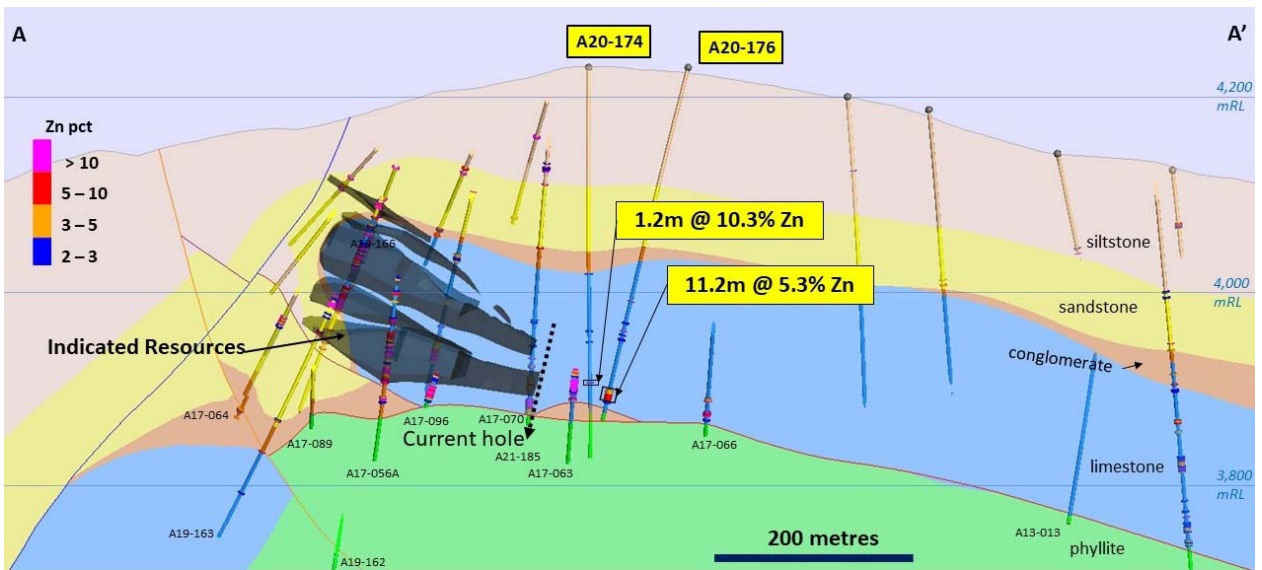 A
A'
A20-174
A20-176
4,200
mRL
Zn pct
> 10
5 – 10
3 – 5
2 – 3
1.2m @ 10.3% Zn
siltstone
11.2m @ 5.3% Zn
4,000
mRL
sandstone
Indicated Resources
conglomerate
A17-064
A17-096
A17-070
A17-089
Current hole
A17-066
A21-185
A17-056A
A17-063
limestone
3,800
mRL
A19-163
200 metres
A13-013
phyllite
A19-162